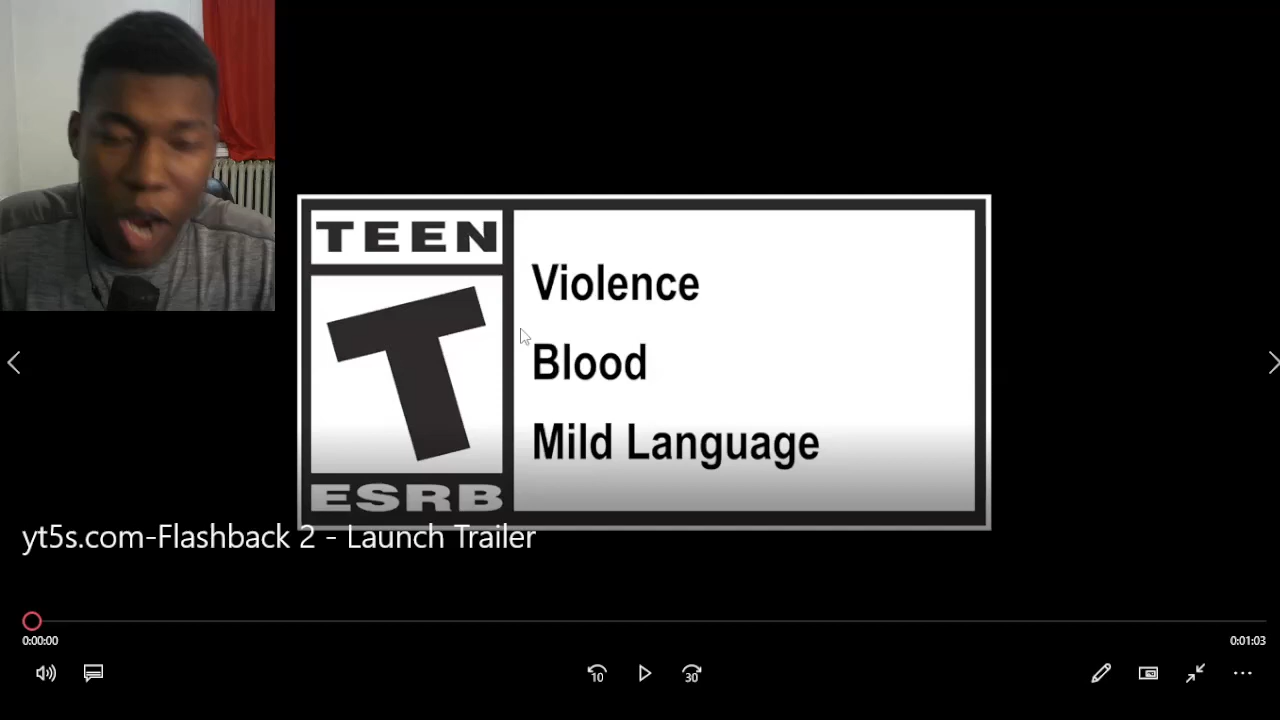 TEEN
T
ESRB
Violence
Blood
Mild Language
yt5s.com-Flashback 2 - Launch Trailer
0:00:00
0:01:03
10
30